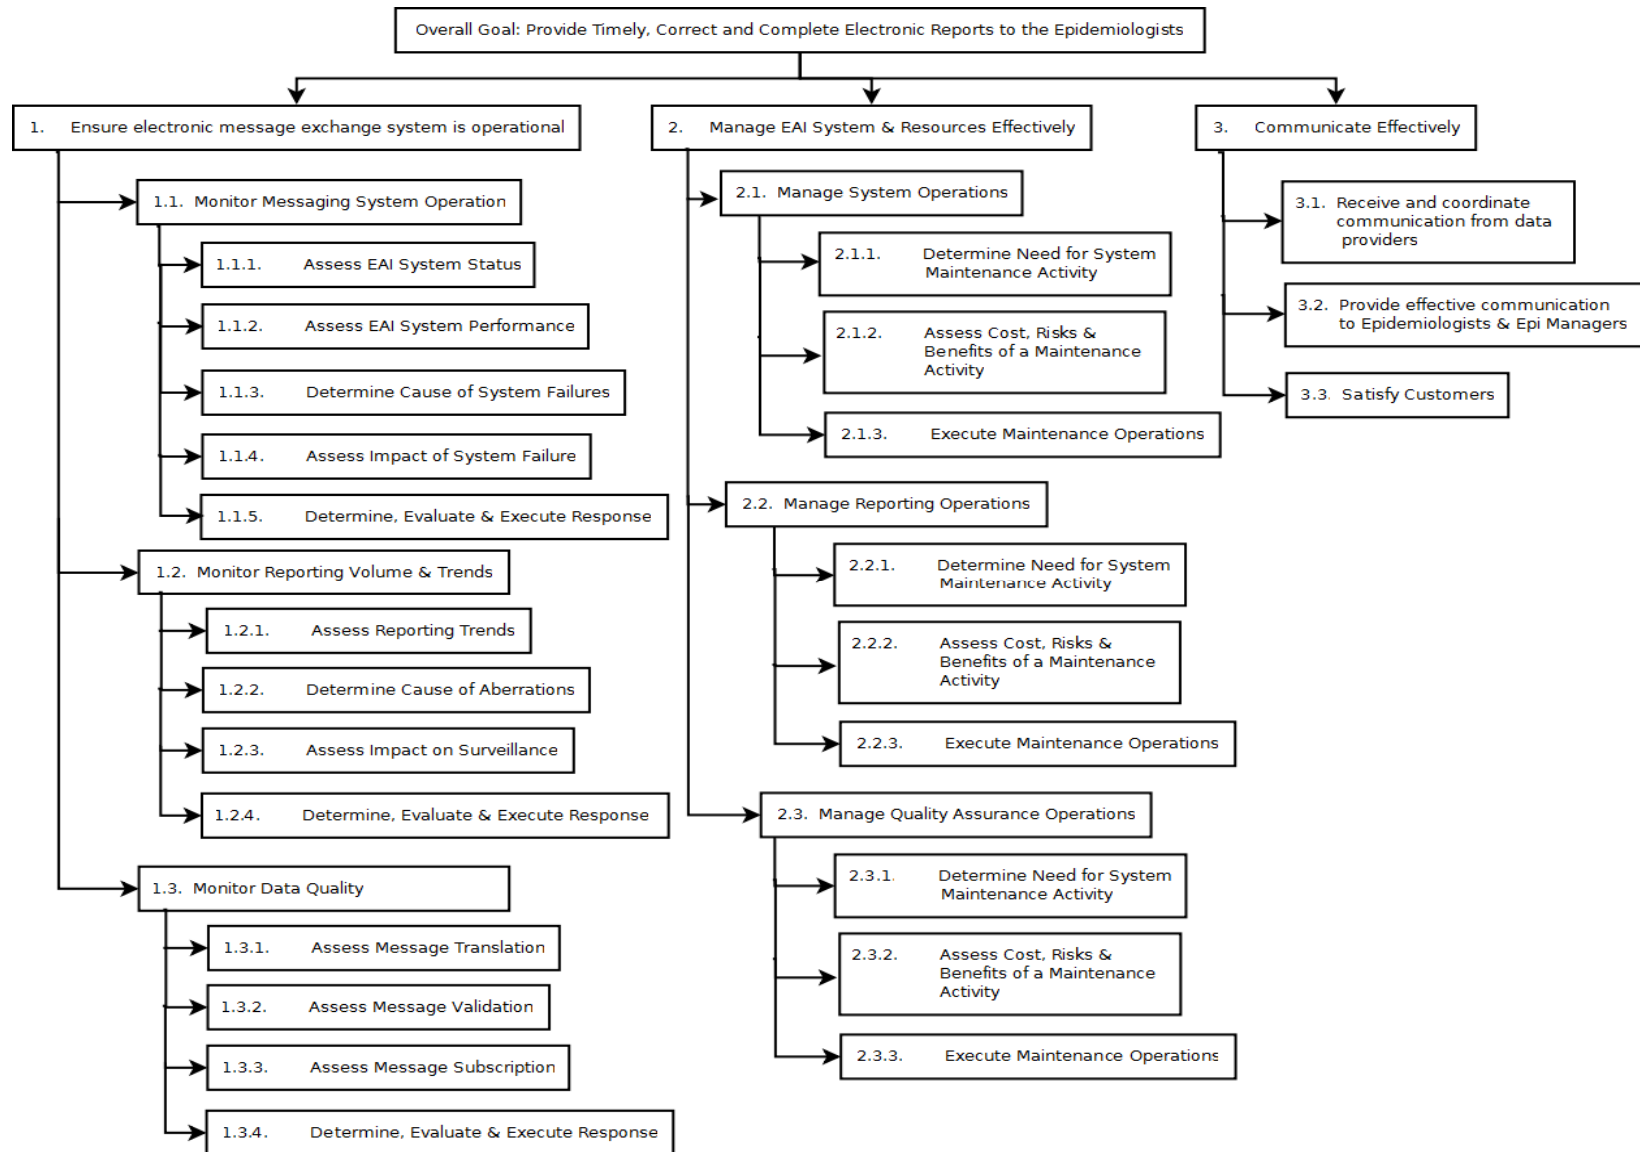 Overall Goal: Provide Timely, Correct and Complete Electronic Reports to the Epidemiologists
1. Ensure electronic message exchange system is operational
1.1. Monitor Messaging System Operation
1.1.1. Assess EAI System Status
1.1.2. Assess EAI System Performance
1.1.3. Determine Cause of System Failures
1.1.4. Assess Impact of System Failure
1.1.5. Determine, Evaluate & Execute Response
1.2. Monitor Reporting Volume & Trends
1.2.1. Assess Reporting Trends
1.2.2. Determine Cause of Aberrations
1.2.3. Assess Impact on Surveillance
1.2.4. Determine, Evaluate & Execute Response
1.3. Monitor Data Quality
1.3.1. Assess Message Translation
1.3.2. Assess Message Validation
1.3.3. Assess Message Subscription
1.3.4. Determine, Evaluate & Execute Response
2. Manage EAI System & Resources Effectively
2.1. Manage System Operations
2.1.1. Determine Need for System
Maintenance Activity
2.1.2. Assess Cost, Risks &
Benefits of a Maintenance
Activity
2.1.3. Execute Maintenance Operations
2.2. Manage Reporting Operations
2.2.1. Determine Need for System
Maintenance Activity
2.2.2. Assess Cost, Risks &
Benefits of a Maintenance
Activity
2.2.3. Execute Maintenance Operations
2.3. Manage Quality Assurance Operations
2.3.1. Determine Need for System
Maintenance Activity
2.3.2. Assess Cost, Risks &
Benefits of a Maintenance
Activity
2.3.3. Execute Maintenance Operations
3. Communicate Effectively
3.1. Receive and coordinate
communication from data
providers
3.2. Provide effective communication
to Epidemiologists & Epi Managers
3.3. Satisfy Customers